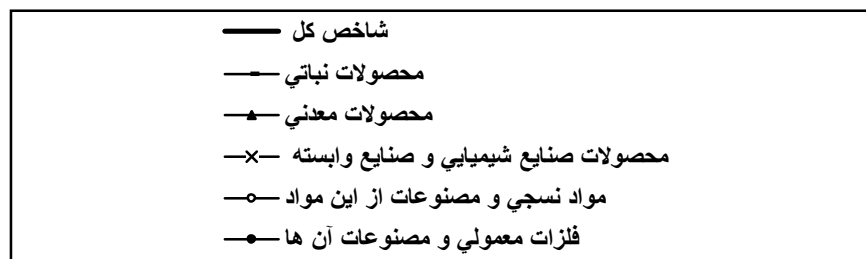 شاخص کل
محصولات نباتي
محصولات معدني
محصولات صنايع شيميايي و صنايع وابسته
مواد نسجي و مصنوعات از اين مواد
فلزات معمولي و مصنوعات آن ها